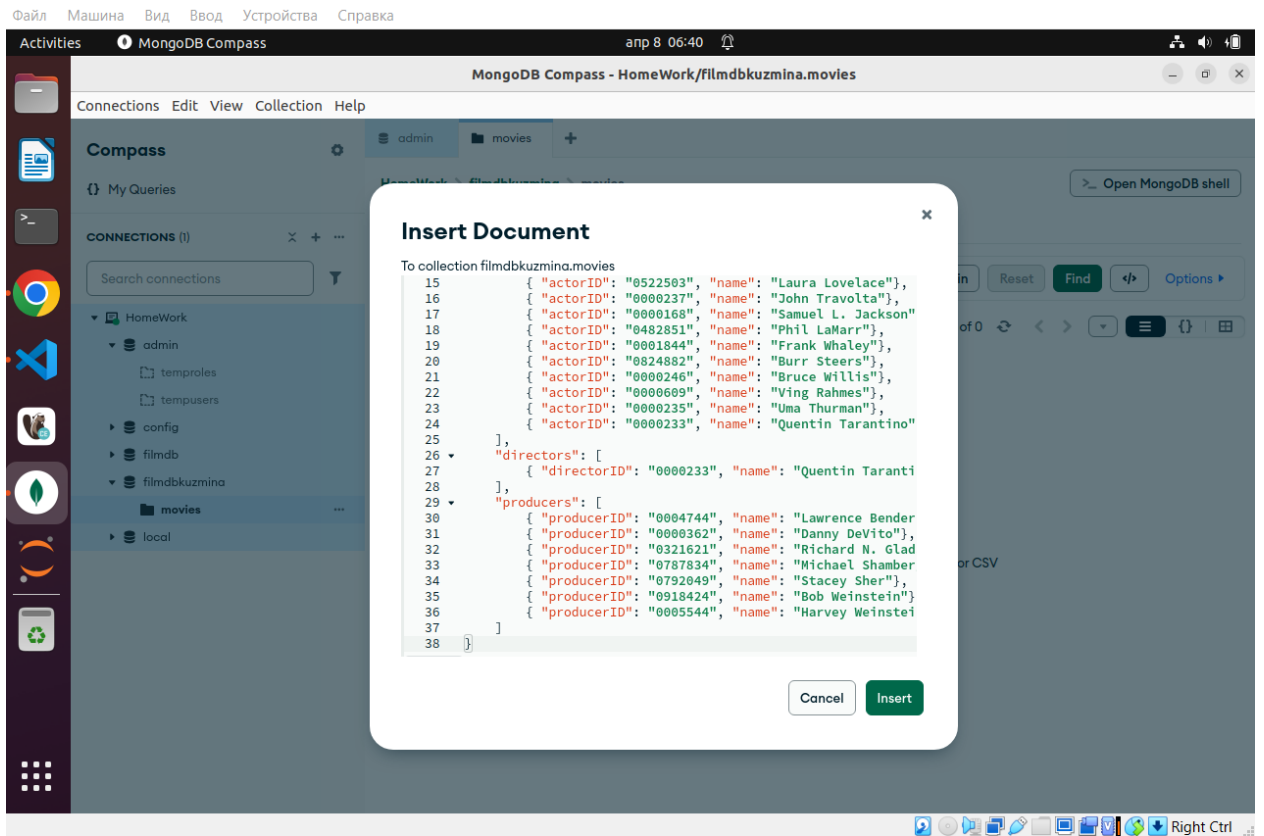 Файл Машина Вид Ввод Устройства Справка
Activities MongoDB Compass апр 8 06:40
MongoDB Compass - HomeWork/filmdbkuzmina.movies
Connections Edit View Collection Help
Compass
admin movies
{} My Queries
HomeWork > filmdbkuzmina > movies
>_ Open MongoDB shell
CONNECTIONS (1)
Search connections
Reset Find </> Options
HomeWork
admin
temproles
tempusers
config
filmdb
filmdbkuzmina
movies
local
of 0
{}
or CSV
Insert Document
To collection filmdbkuzmina.movies
15 { "actorID": "0522503", "name": "Laura Lovelace"},
16 { "actorID": "0000237", "name": "John Travolta"},
17 { "actorID": "0000168", "name": "Samuel L. Jackson"
18 { "actorID": "0482851", "name": "Phil LaMarr"},
19 { "actorID": "0001844", "name": "Frank Whaley"},
20 { "actorID": "0824882", "name": "Burr Steers"},
21 { "actorID": "0000246", "name": "Bruce Willis"},
22 { "actorID": "0000609", "name": "Ving Rahmes"},
23 { "actorID": "0000235", "name": "Uma Thurman"},
24 { "actorID": "0000233", "name": "Quentin Tarantino"
25 ],
26 "directors": [
27 { "directorID": "0000233", "name": "Quentin Taranti
28 ],
29 "producers": [
30 { "producerID": "0004744", "name": "Lawrence Bender
31 { "producerID": "0000362", "name": "Danny DeVito"},
32 { "producerID": "0321621", "name": "Richard N. Glad
33 { "producerID": "0787834", "name": "Michael Shamber
34 { "producerID": "0792049", "name": "Stacey Sher"},
35 { "producerID": "0918424", "name": "Bob Weinstein"}
36 { "producerID": "0005544", "name": "Harvey Weinstei
37 ]
38 }
Cancel Insert
Right Ctrl